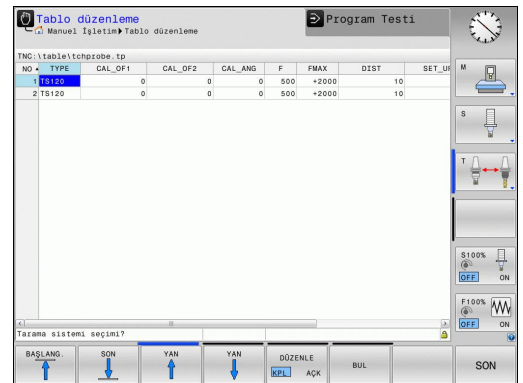 Tablo düzenleme
Manuel İşletim▸Tablo düzenleme
Program Testi
TNC:\table\tchprobe.tp
NO TYPE CAL_OF1 CAL_OF2 CAL_ANG F FMAX DIST SET_U
1 TS120 0 0 0 500 +2000 10
2 TS120 0 0 0 500 +2000 10
Tarama sistemi seçimi?
M
S
T
S100%
OFF ON
F100%
OFF ON
BAŞLANG.
SON
YAN
YAN
DÜZENLE
KPL AÇK
BUL
SON